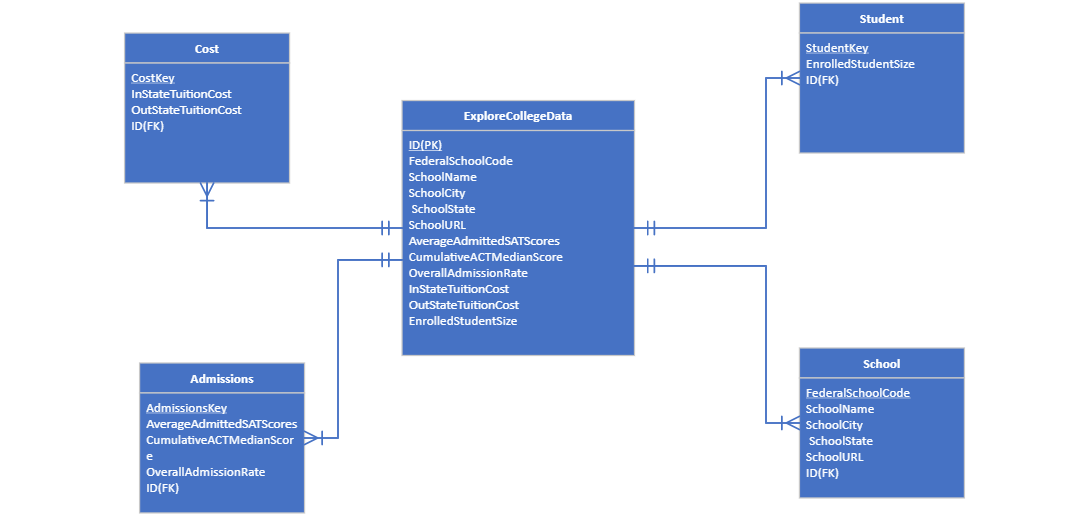 Cost
CostKey
InStateTuitionCost
OutStateTuitionCost
ID(FK)
ExploreCollegeData
ID(PK)
FederalSchoolCode
SchoolName
SchoolCity
SchoolState
SchoolURL
AverageAdmittedSATScores
CumulativeACTMedianScore
OverallAdmissionRate
InStateTuitionCost
OutStateTuitionCost
EnrolledStudentSize
Student
StudentKey
EnrolledStudentSize
ID(FK)
Admissions
AdmissionsKey
AverageAdmittedSATScores
CumulativeACTMedianScor
e
OverallAdmissionRate
ID(FK)
School
FederalSchoolCode
SchoolName
SchoolCity
SchoolState
SchoolURL
ID(FK)